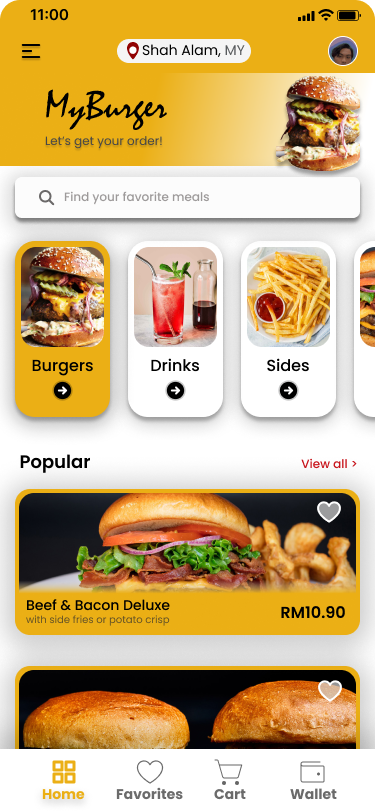 11:00
Shah Alam, MY
MyBurger
Let's get your order!
Find your favorite meals
Burgers
Drinks
Sides
Popular
View all >
Beef & Bacon Deluxe
with side fries or potato crisp
RM10.90
Home
Favorites
Cart
Wallet